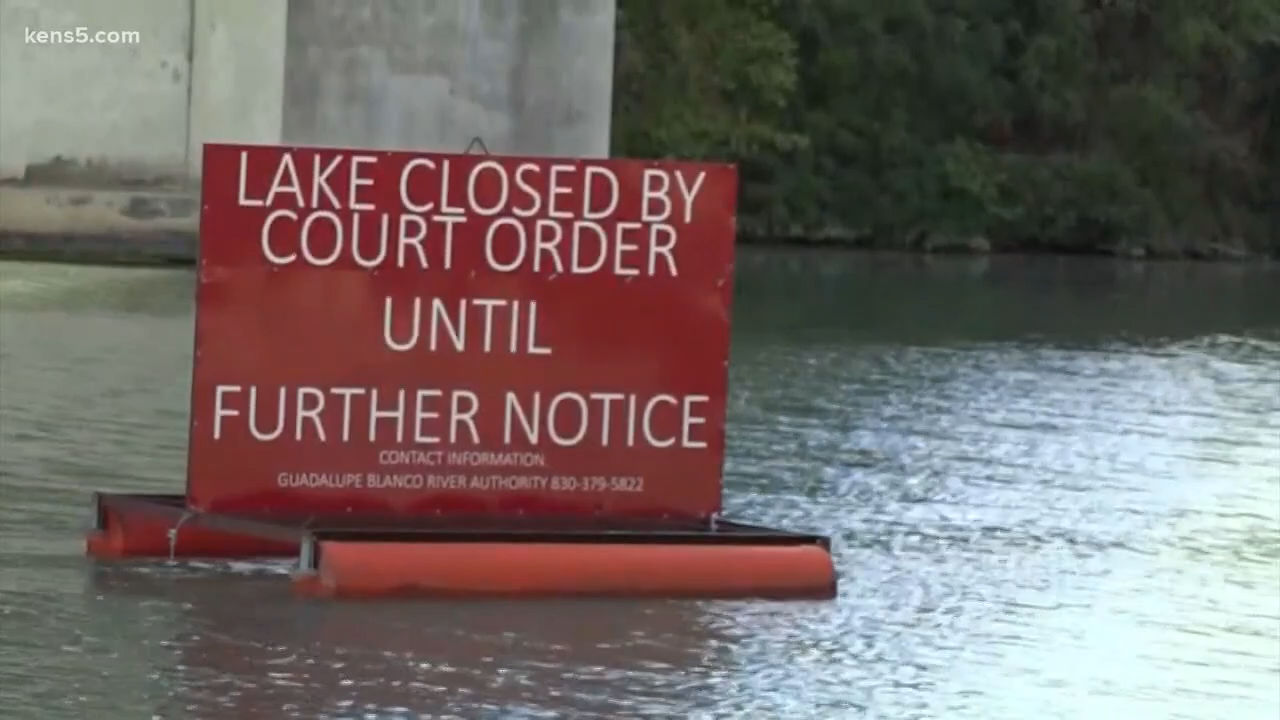 kens5.com
LAKE CLOSED BY
COURT ORDER
UNTIL
FURTHER NOTICE
CONTACT INFORMATION
GUADALUPE BLANCO RIVER AUTHORITY 830-379-5822